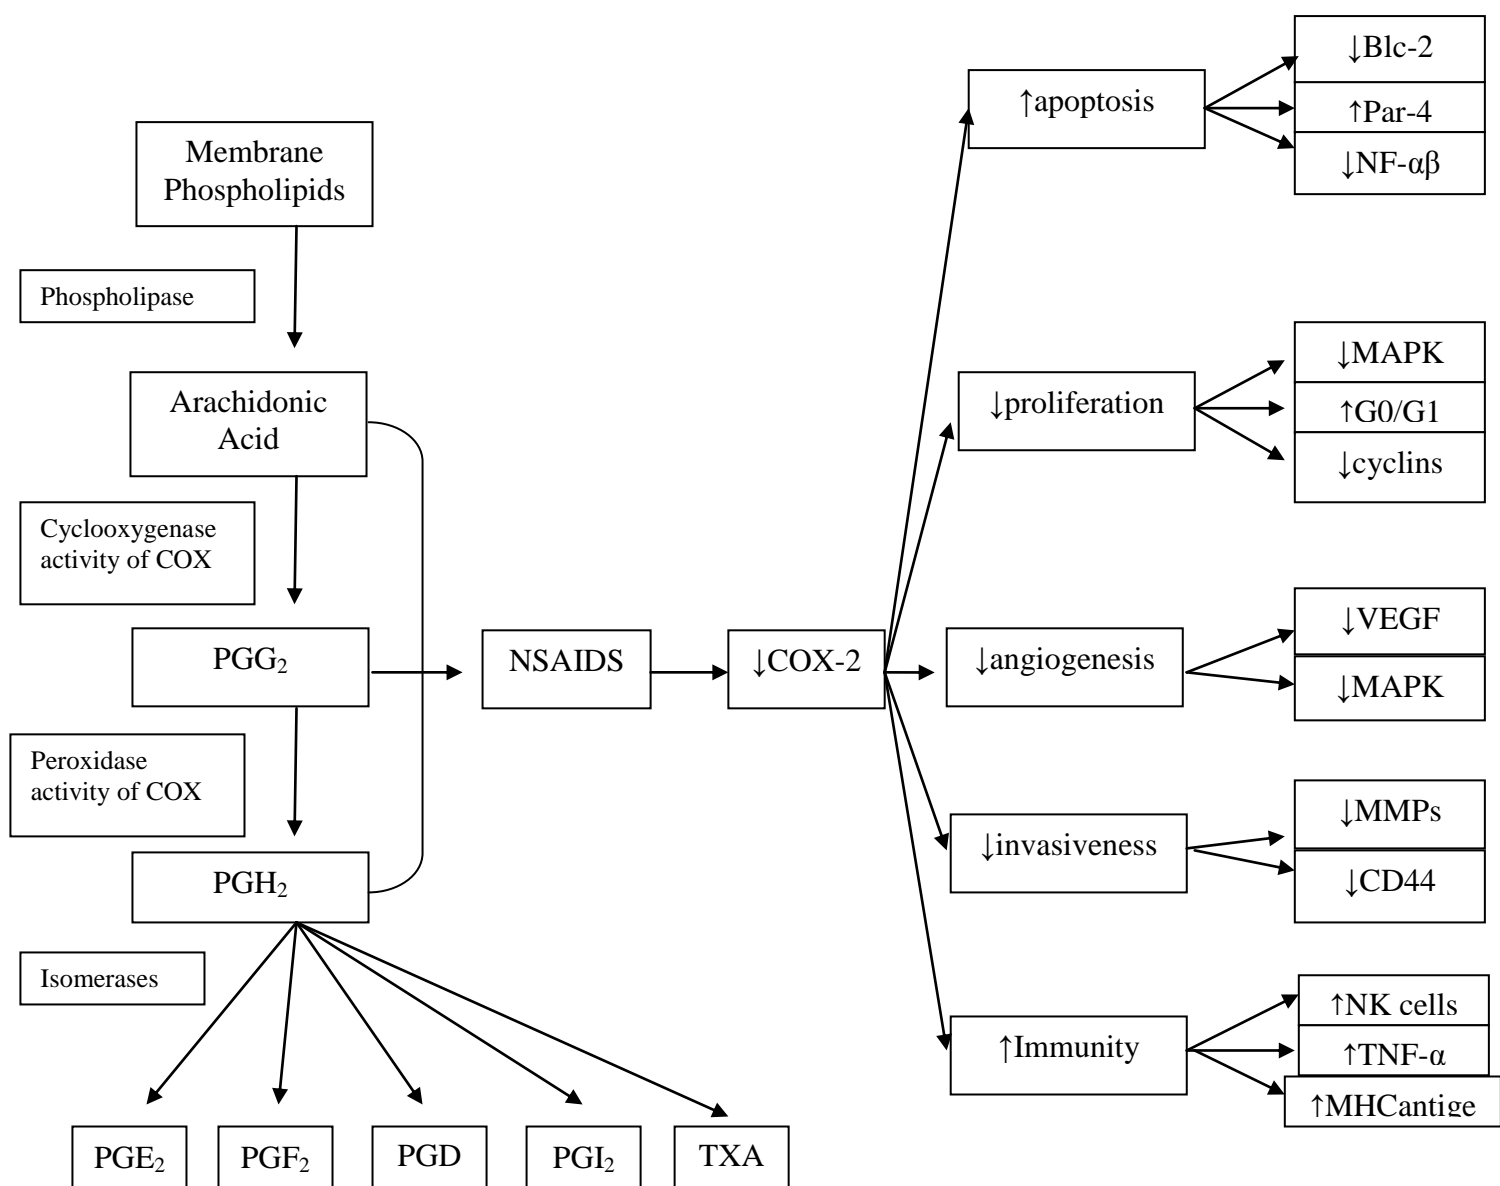 Membrane
Phospholipids
Phospholipase
Arachidonic
Acid
Cyclooxygenase
activity of COX
PGG₂
Peroxidase
activity of COX
PGH₂
Isomerases
PGE₂
PGF₂
PGD
PGI₂
TXA
NSAIDS
↓COX-2
↑apoptosis
↓Blc-2
↑Par-4
↓NF-αβ
↓proliferation
↓MAPK
↑G0/G1
↓cyclins
↓angiogenesis
↓VEGF
↓MAPK
↓invasiveness
↓MMPs
↓CD44
↑Immunity
↑NK cells
↑TNF-α
↑MHCantige